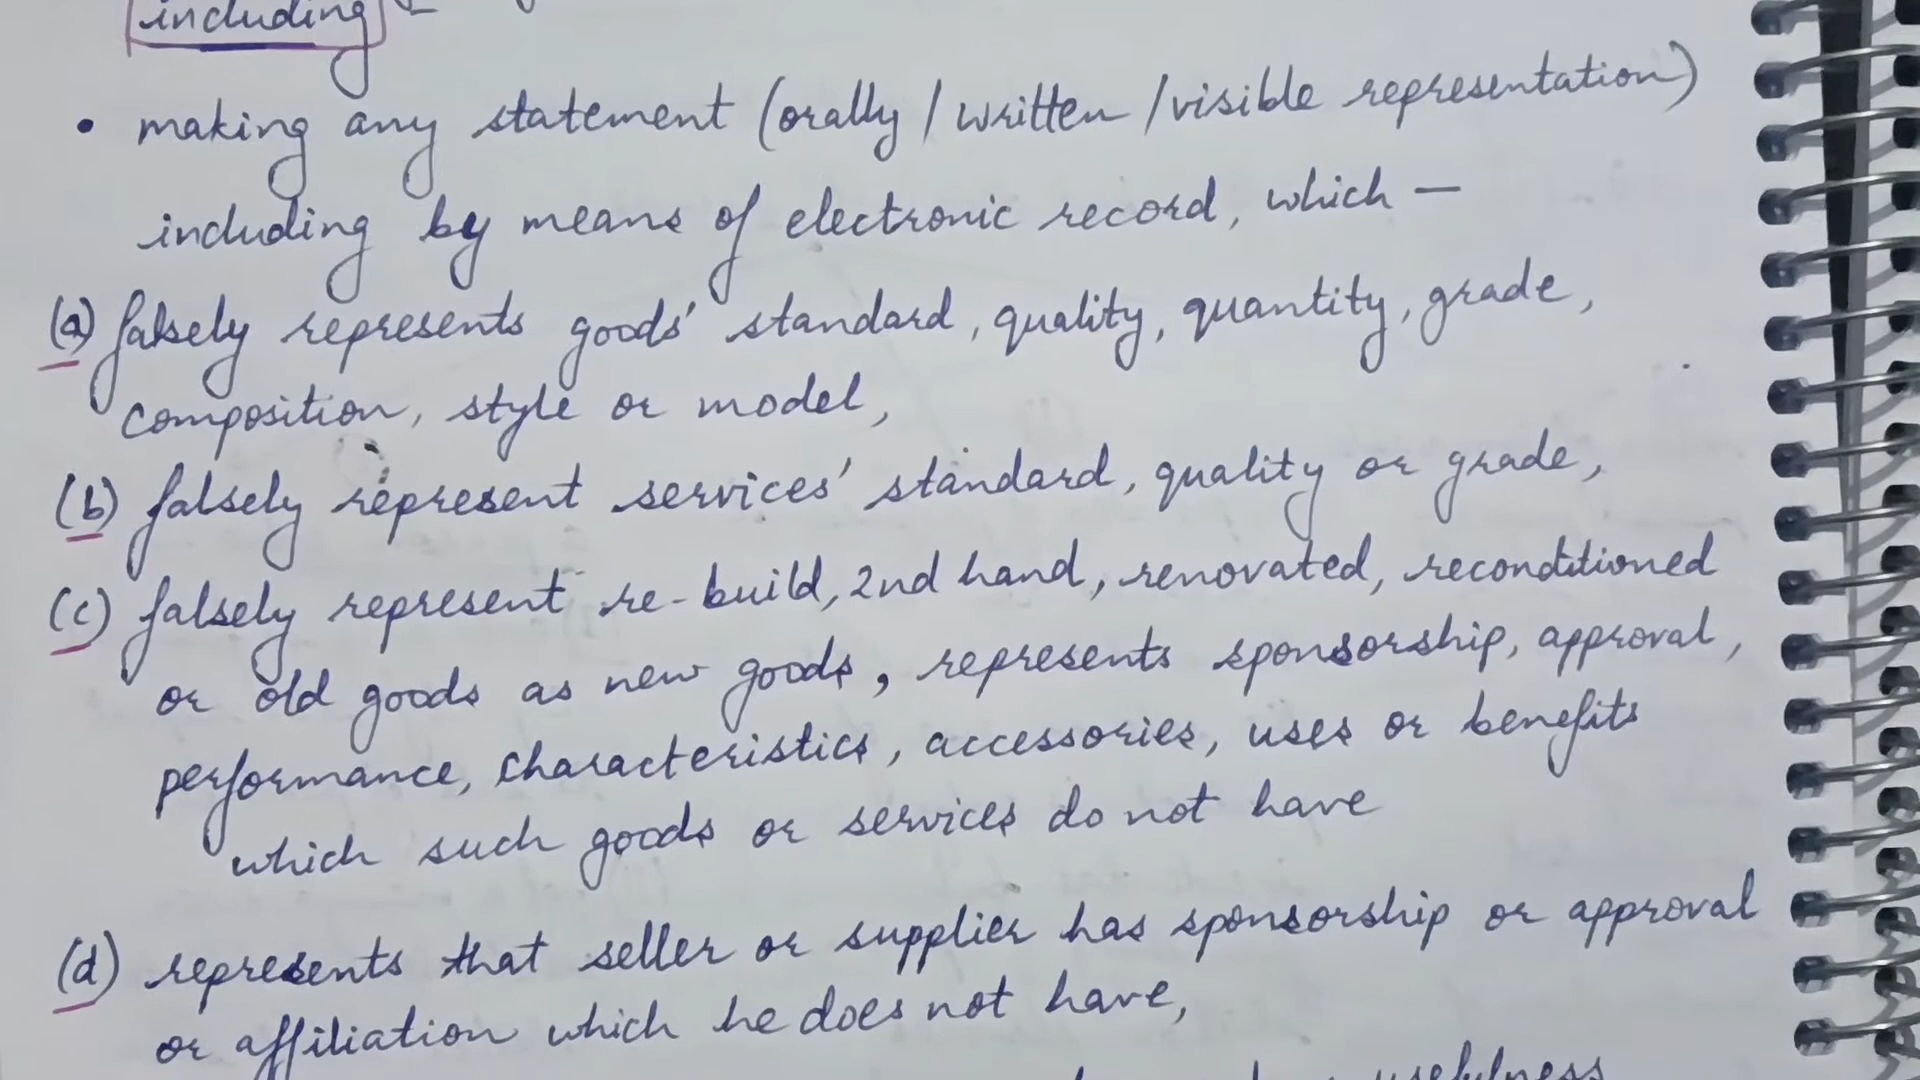 including
• making any statement (orally / written / visible representation)
including by means of electronic record, which —
(a) falsely represents goods' standard, quality, quantity, grade,
composition, style or model,
(b) falsely represent services' standard, quality or grade,
(c) falsely represent re-build, 2nd hand, renovated, reconditioned
or old goods as new goods, represents sponsorship, approval,
performance, characteristics, accessories, uses or benefits
which such goods or services do not have
(d) represents that seller or supplier has sponsorship or approval
or affiliation which he does not have,
usefulness